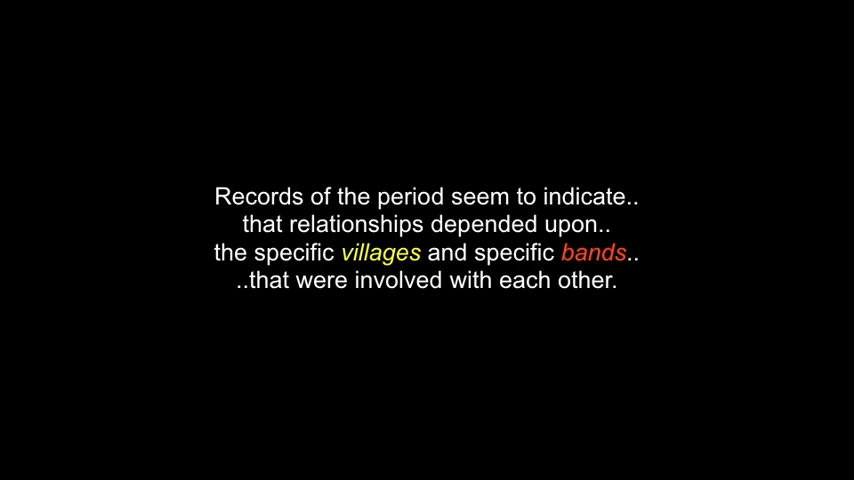 Records of the period seem to indicate..
that relationships depended upon..
the specific villages and specific bands..
..that were involved with each other.